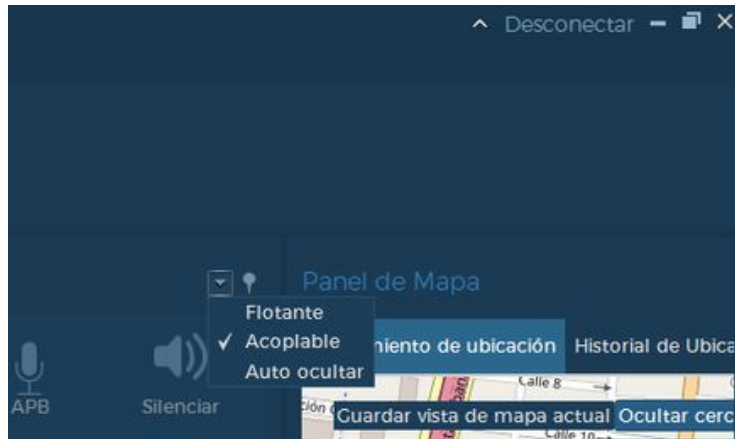 Desconectar
Panel de Mapa
Flotante
Acoplable
Auto ocultar
miento de ubicación
Historial de Ubica
APB
Silenciar
Calle 8
ción
Guardar vista de mapa actual
Ocultar cerc
Calle 10